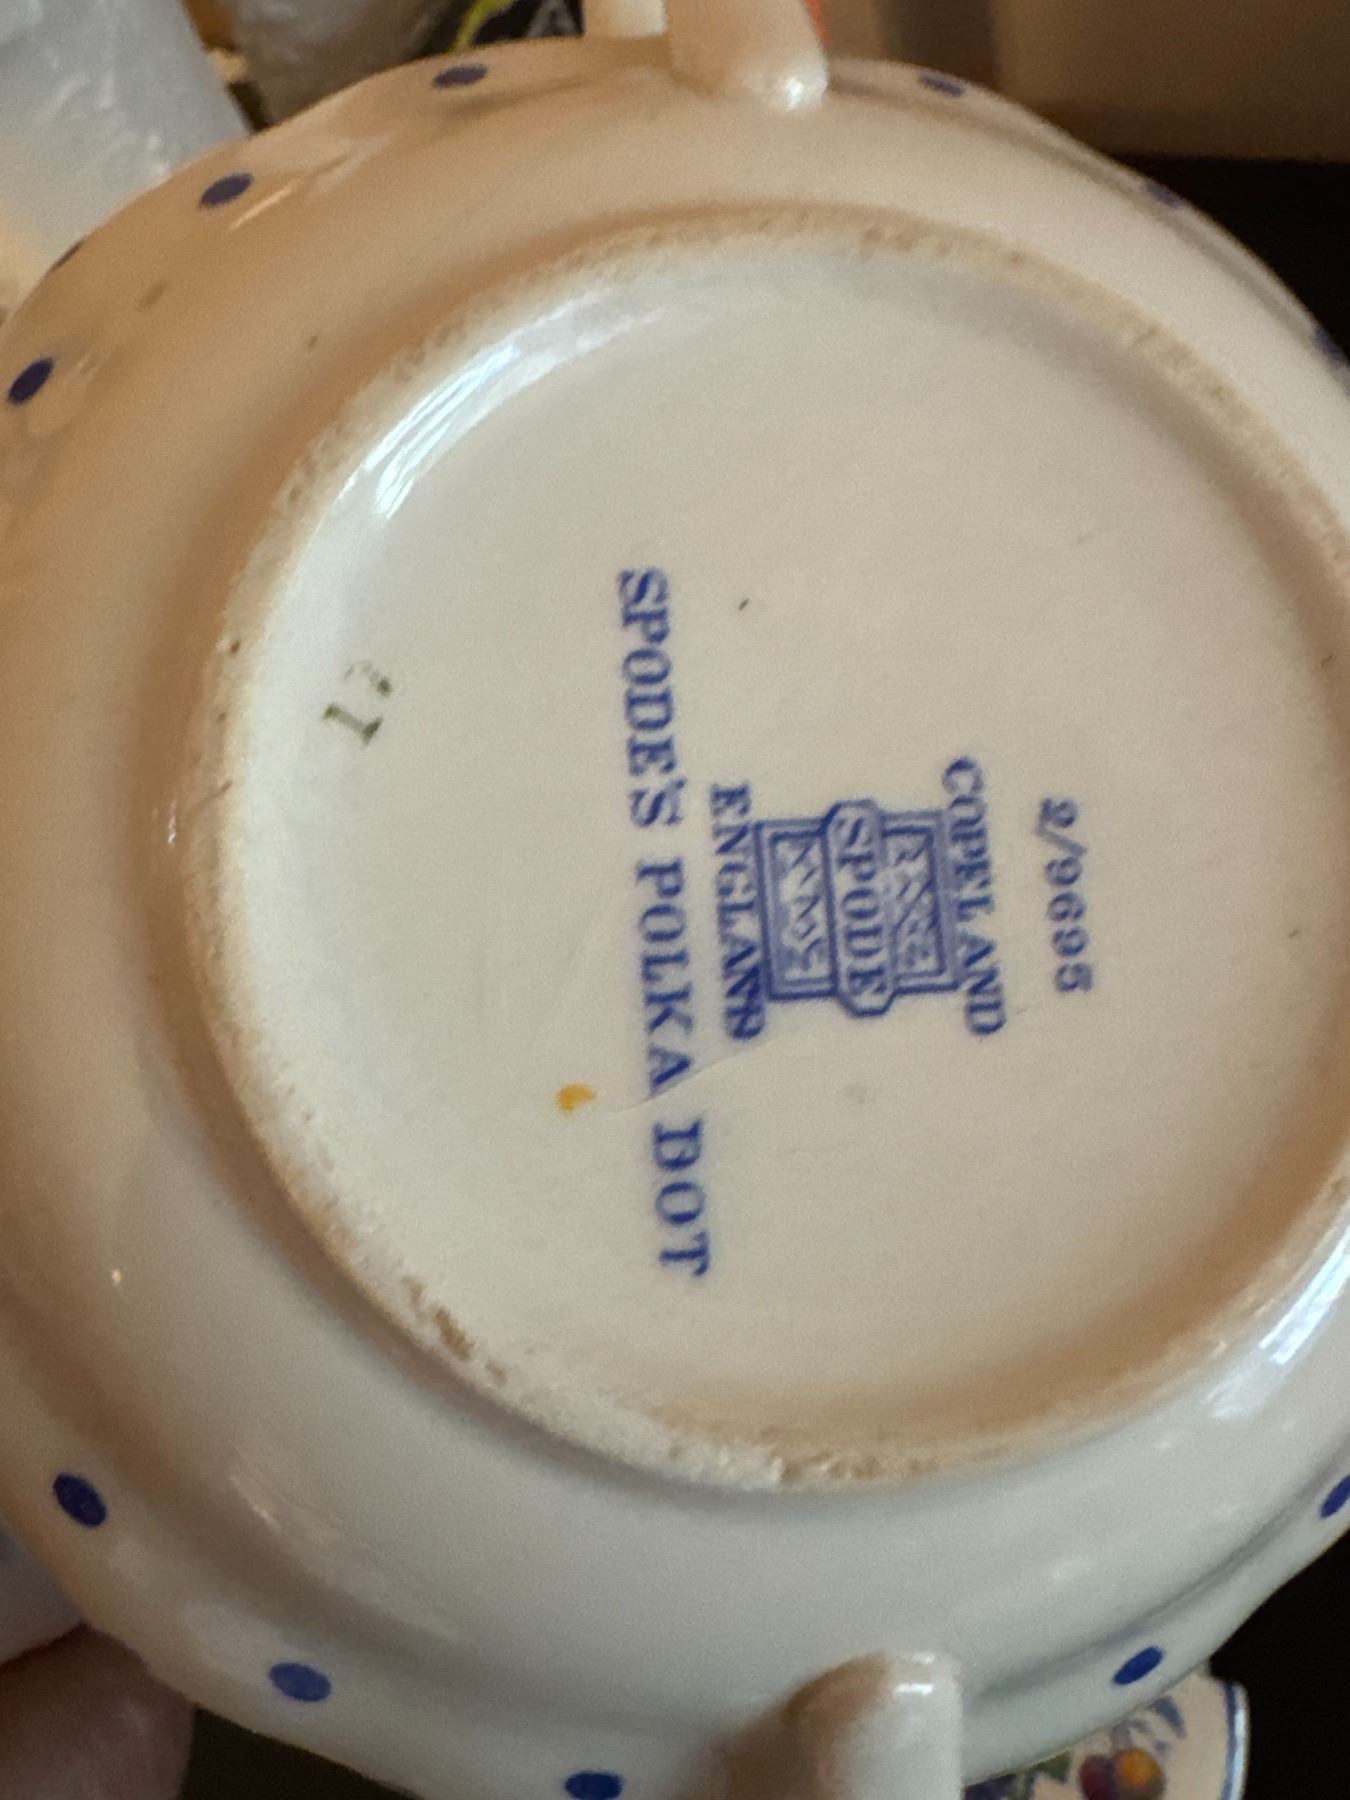 2/9695
COPELAND
SPODE
ENGLAND
SPODE'S POLKA DOT